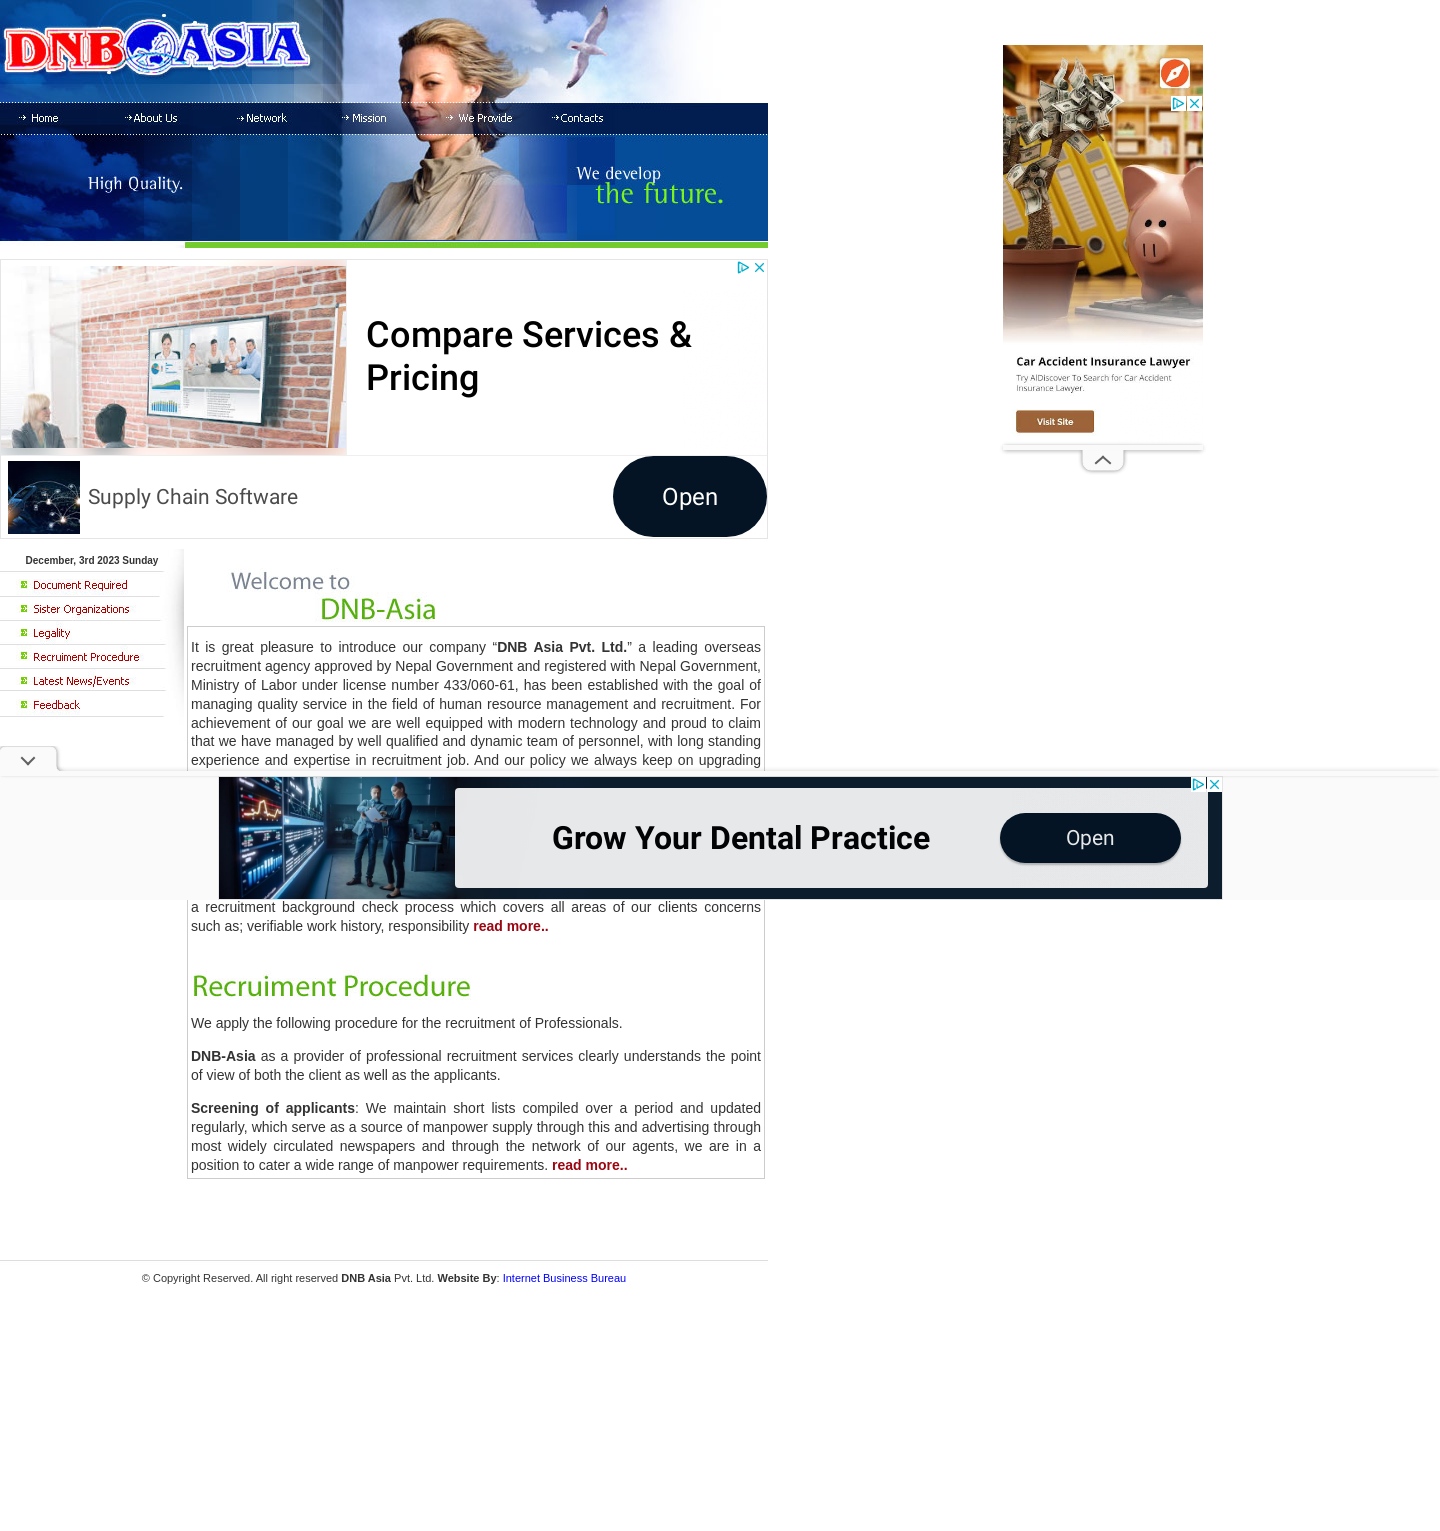 DNB ASIA
Home
About Us
Network
Mission
We Provide
Contacts
High Quality.
We develop
the future.
Compare Services &
Pricing
Supply Chain Software
Open
Car Accident Insurance Lawyer
Try AIDiscover To Search for Car Accident
Insurance Lawyer.
Visit Site
December, 3rd 2023 Sunday
Document Required
Sister Organizations
Legality
Recruiment Procedure
Latest News/Events
Feedback
Welcome to
DNB-Asia
It is great pleasure to introduce our company “DNB Asia Pvt. Ltd.” a leading overseas
recruitment agency approved by Nepal Government and registered with Nepal Government,
Ministry of Labor under license number 433/060-61, has been established with the goal of
managing quality service in the field of human resource management and recruitment. For
achievement of our goal we are well equipped with modern technology and proud to claim
that we have managed by well qualified and dynamic team of personnel, with long standing
experience and expertise in recruitment job. And our policy we always keep on upgrading
Grow Your Dental Practice
Open
a recruitment background check process which covers all areas of our clients concerns
such as; verifiable work history, responsibility read more..
Recruiment Procedure
We apply the following procedure for the recruitment of Professionals.
DNB-Asia as a provider of professional recruitment services clearly understands the point
of view of both the client as well as the applicants.
Screening of applicants: We maintain short lists compiled over a period and updated
regularly, which serve as a source of manpower supply through this and advertising through
most widely circulated newspapers and through the network of our agents, we are in a
position to cater a wide range of manpower requirements. read more..
© Copyright Reserved. All right reserved DNB Asia Pvt. Ltd. Website By: Internet Business Bureau